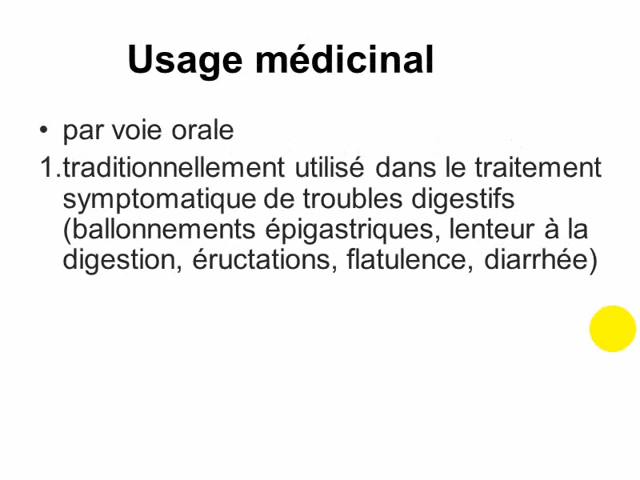 Usage médicinal
• par voie orale
1.traditionnellement utilisé dans le traitement
symptomatique de troubles digestifs
(ballonnements épigastriques, lenteur à la
digestion, éructations, flatulence, diarrhée)